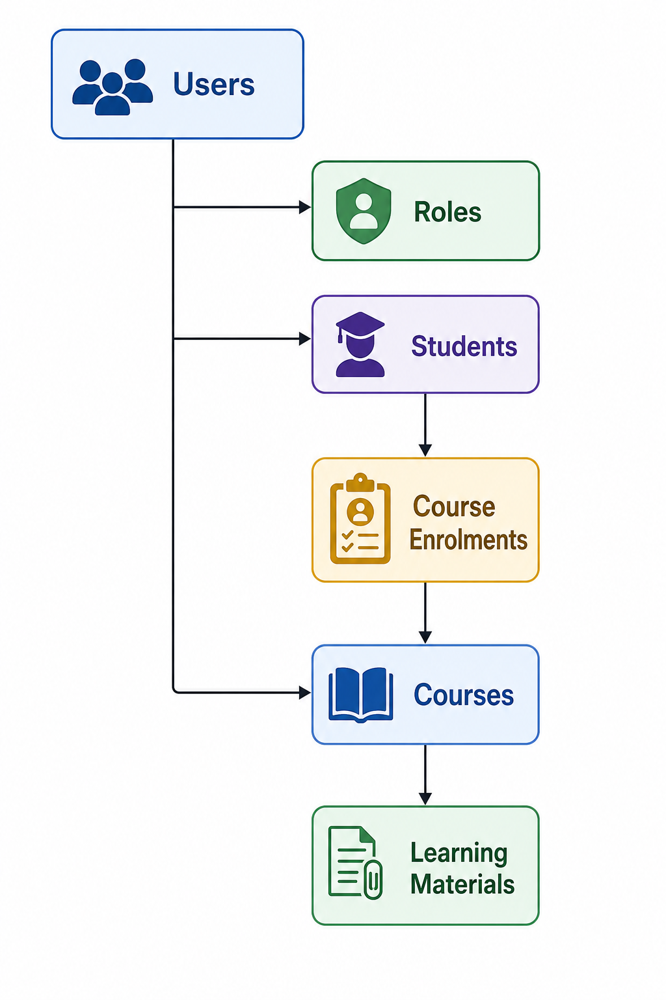 Users
Roles
Students
Course
Enrolments
Courses
Learning
Materials